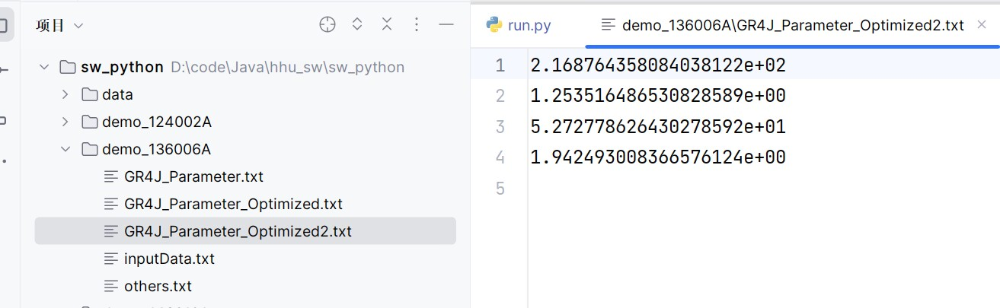 项目
sw_python D:\code\Java\hhu_sw\sw_python
data
demo_124002A
demo_136006A
GR4J_Parameter.txt
GR4J_Parameter_Optimized.txt
GR4J_Parameter_Optimized2.txt
inputData.txt
others.txt
run.py demo_136006A\GR4J_Parameter_Optimized2.txt
1 2.168764358084038122e+02
2 1.253516486530828589e+00
3 5.272778626430278592e+01
4 1.942493008366576124e+00
5